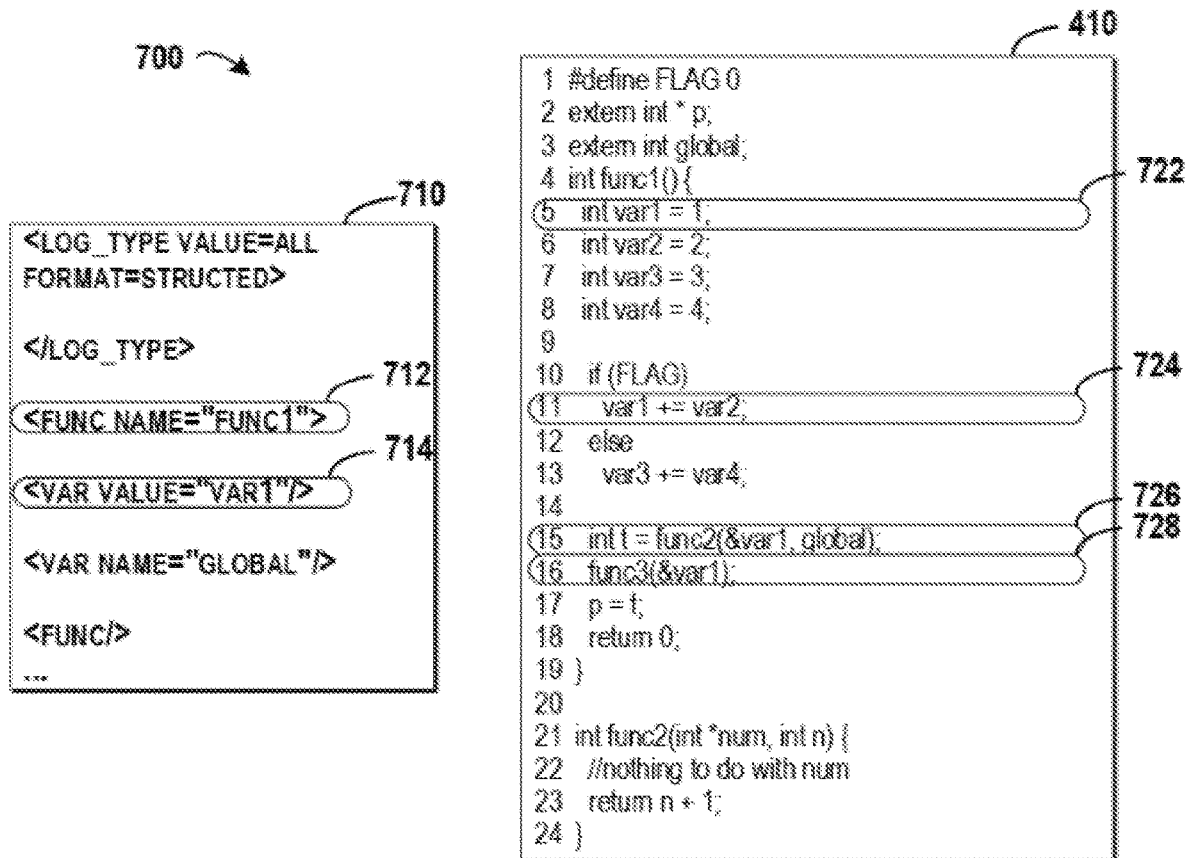 700
410
710
<LOG_TYPE VALUE=ALL
FORMAT=STRUCTED>
</LOG_TYPE>
712
<FUNC NAME="FUNC1">
714
<VAR VALUE="VAR1"/>
<VAR NAME="GLOBAL"/>
<FUNC/>
...
1 #define FLAG 0
2 extern int * p;
3 extern int global;
4 int func1() {
722
5 int var1 = 1;
6 int var2 = 2;
7 int var3 = 3;
8 int var4 = 4;
9
10 if (FLAG)
724
11 var1 += var2;
12 else
13 var3 += var4;
14
726
15 int t = func2(&var1, global);
728
16 func3(&var1);
17 p = t;
18 return 0;
19 }
20
21 int func2(int *num, int n) {
22 //nothing to do with num
23 return n + 1;
24 }